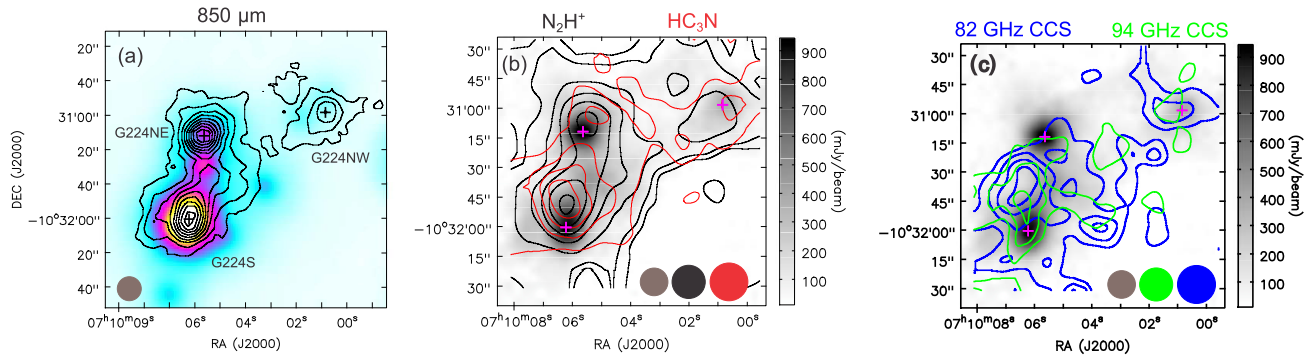 850 µm
(a)
20''
40''
31'00''
20''
40''
−10°32'00''
20''
40''
DEC (J2000)
G224NE
G224NW
G224S
07ʰ10ᵐ09ˢ
06ˢ
03ˢ
00ˢ
RA (J2000)
N₂H⁺ HC₃N
(b)
30''
15''
31'00''
15''
30''
45''
−10°32'00''
15''
30''
07ʰ10ᵐ08ˢ 06ˢ 04ˢ 02ˢ 00ˢ
RA (J2000)
900
800
700
600
500
400
300
200
100
(mJy/beam)
82 GHz CCS 94 GHz CCS
(c)
30''
45''
31'00''
15''
30''
45''
−10°32'00''
15''
30''
07ʰ10ᵐ08ˢ 06ˢ 04ˢ 02ˢ 00ˢ
RA (J2000)
900
800
700
600
500
400
300
200
100
(mJy/beam)